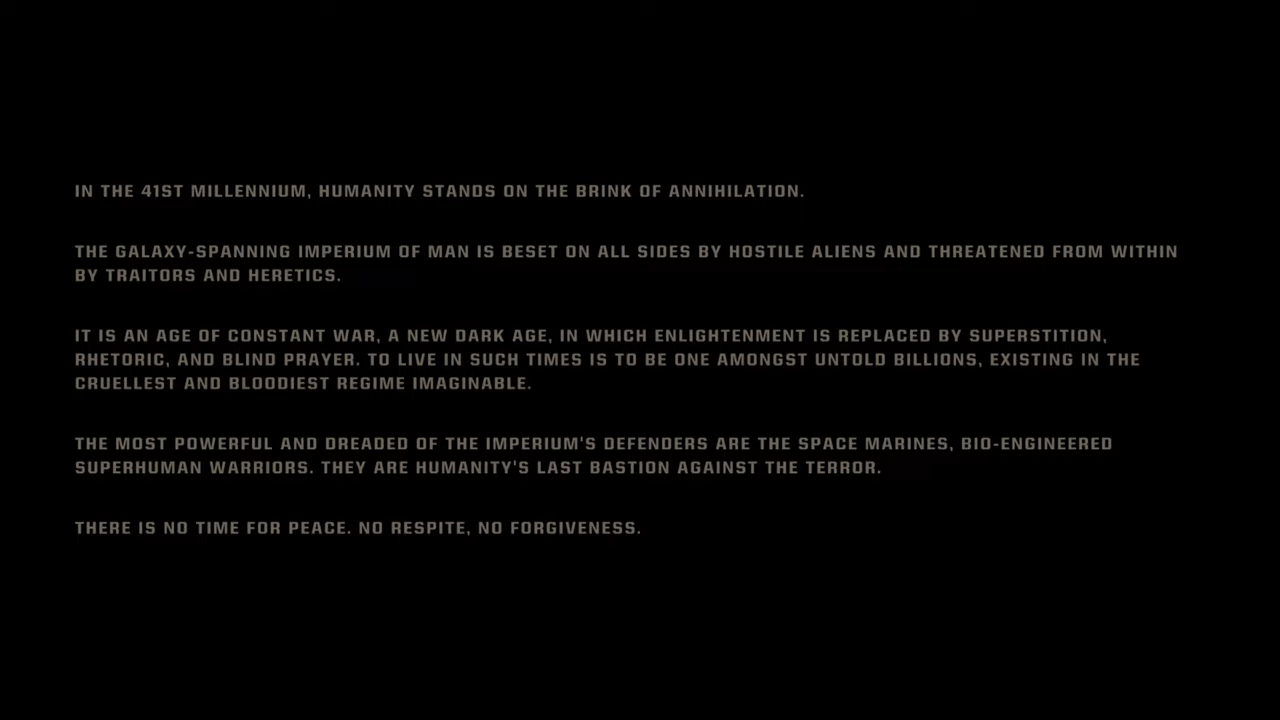 IN THE 41ST MILLENNIUM, HUMANITY STANDS ON THE BRINK OF ANNIHILATION.
THE GALAXY-SPANNING IMPERIUM OF MAN IS BESET ON ALL SIDES BY HOSTILE ALIENS AND THREATENED FROM WITHIN
BY TRAITORS AND HERETICS.
IT IS AN AGE OF CONSTANT WAR, A NEW DARK AGE, IN WHICH ENLIGHTENMENT IS REPLACED BY SUPERSTITION,
RHETORIC, AND BLIND PRAYER. TO LIVE IN SUCH TIMES IS TO BE ONE AMONGST UNTOLD BILLIONS, EXISTING IN THE
CRUELLEST AND BLOODIEST REGIME IMAGINABLE.
THE MOST POWERFUL AND DREADED OF THE IMPERIUM'S DEFENDERS ARE THE SPACE MARINES, BIO-ENGINEERED
SUPERHUMAN WARRIORS. THEY ARE HUMANITY'S LAST BASTION AGAINST THE TERROR.
THERE IS NO TIME FOR PEACE. NO RESPITE, NO FORGIVENESS.